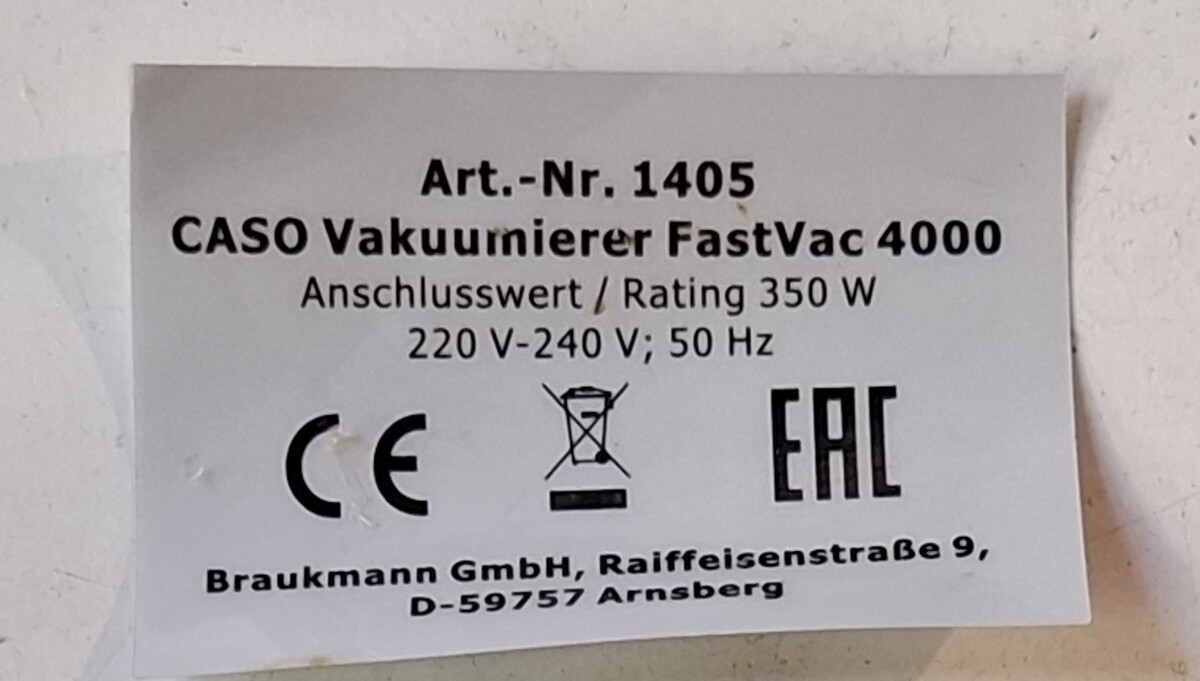 Art.-Nr. 1405
CASO Vakuumierer FastVac 4000
Anschlusswert / Rating 350 W
220 V-240 V; 50 Hz
CE
EAC
Braukmann GmbH, Raiffeisenstraße 9,
D-59757 Arnsberg